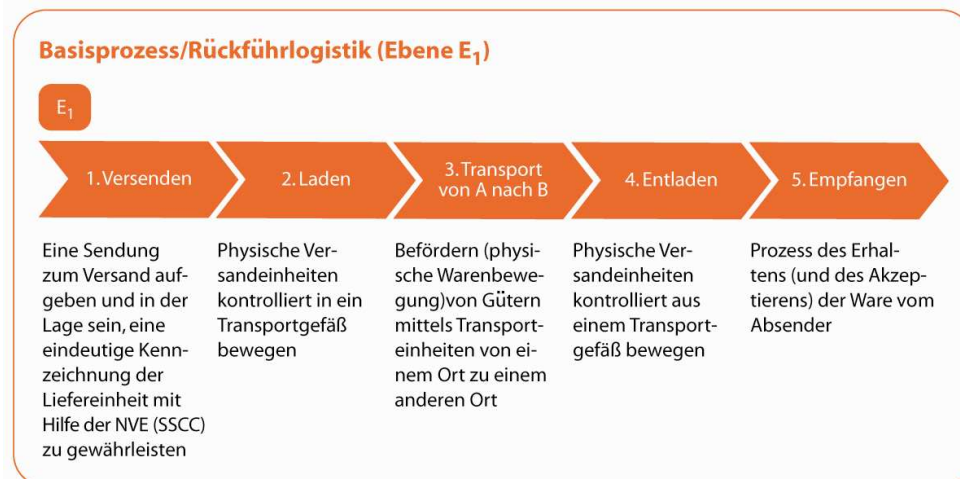 Basisprozess/Rückführlogistik (Ebene E1)
E1
1. Versenden
2. Laden
3. Transport
von A nach B
4. Entladen
5. Empfangen
Eine Sendung
zum Versand auf-
geben und in der
Lage sein, eine
eindeutige Kenn-
zeichnung der
Liefereinheit mit
Hilfe der NVE (SSCC)
zu gewährleisten
Physische Ver-
sandeinheiten
kontrolliert in ein
Transportgefäß
bewegen
Befördern (physi-
sche Warenbewe-
gung)von Gütern
mittels Transport-
einheiten von ei-
nem Ort zu einem
anderen Ort
Physische Ver-
sandeinheiten
kontrolliert aus
einem Transport-
gefäß bewegen
Prozess des Erhal-
tens (und des Akzep-
tierens) der Ware vom
Absender